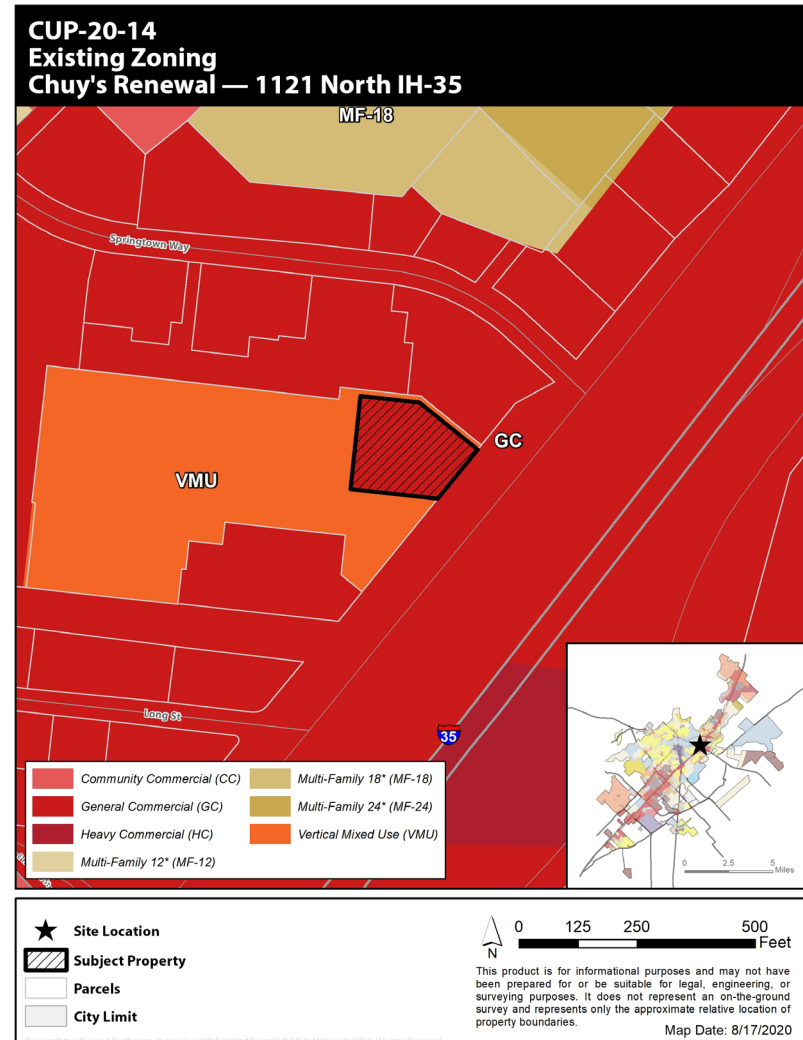 CUP-20-14
Existing Zoning
Chuy's Renewal — 1121 North IH-35
MF-18
Springtown Way
GC
VMU
Long St
35
Community Commercial (CC)
General Commercial (GC)
Heavy Commercial (HC)
Multi-Family 12* (MF-12)
Multi-Family 18* (MF-18)
Multi-Family 24* (MF-24)
Vertical Mixed Use (VMU)
0 2.5 5
Miles
Site Location
Subject Property
Parcels
City Limit
N
0 125 250 500
Feet
This product is for informational purposes and may not have
been prepared for or be suitable for legal, engineering, or
surveying purposes. It does not represent an on-the-ground
survey and represents only the approximate relative location of
property boundaries.
Map Date: 8/17/2020